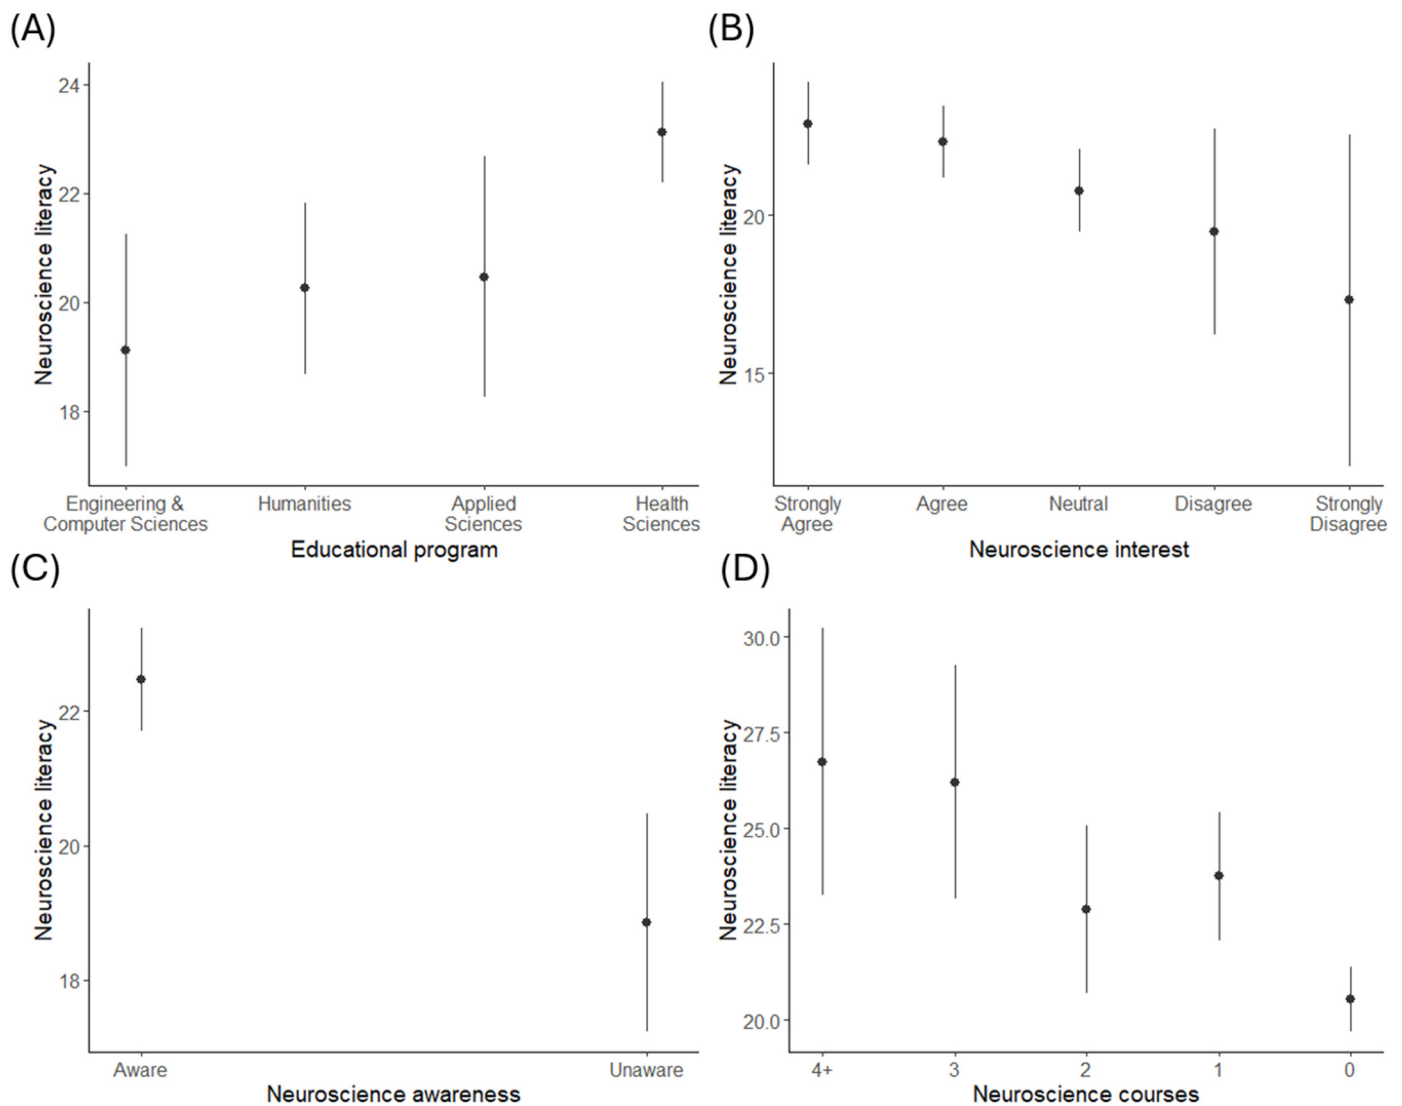 (A)
24
22
20
18
Neuroscience literacy
Engineering &
Computer Sciences
Humanities
Applied
Sciences
Health
Sciences
Educational program
(B)
20
15
Neuroscience literacy
Strongly
Agree
Agree
Neutral
Disagree
Strongly
Disagree
Neuroscience interest
(C)
22
20
18
Neuroscience literacy
Aware
Unaware
Neuroscience awareness
(D)
30.0
27.5
25.0
22.5
20.0
Neuroscience literacy
4+
3
2
1
0
Neuroscience courses